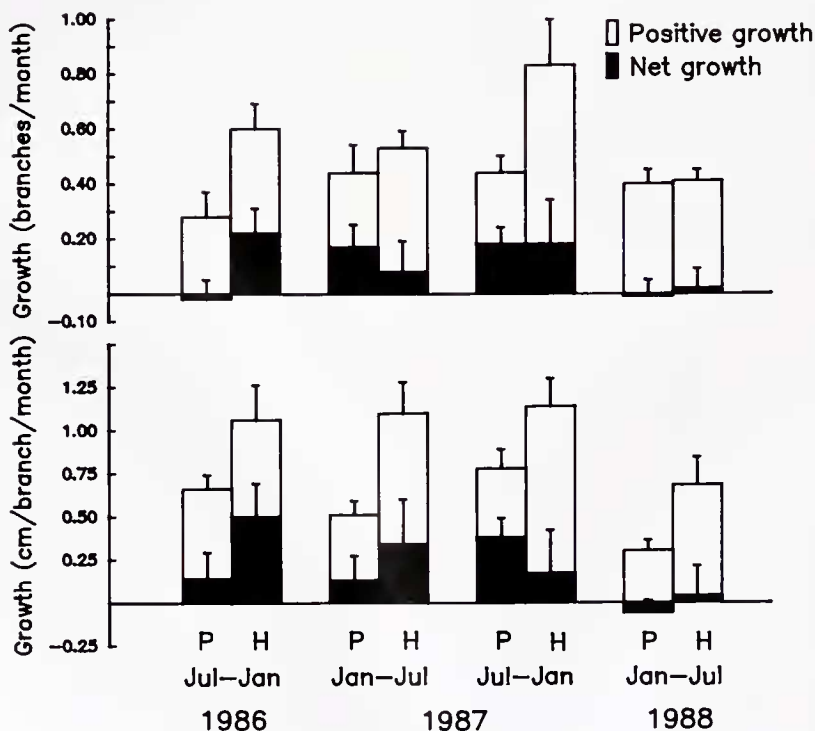 Positive growth
Net growth
Growth (branches/month)
1.00
0.80
0.60
0.40
0.20
−0.10
Growth (cm/branch/month)
1.25
1.00
0.75
0.50
0.25
−0.25
P H P H P H P H
Jul−Jan Jan−Jul Jul−Jan Jan−Jul
1986 1987 1988